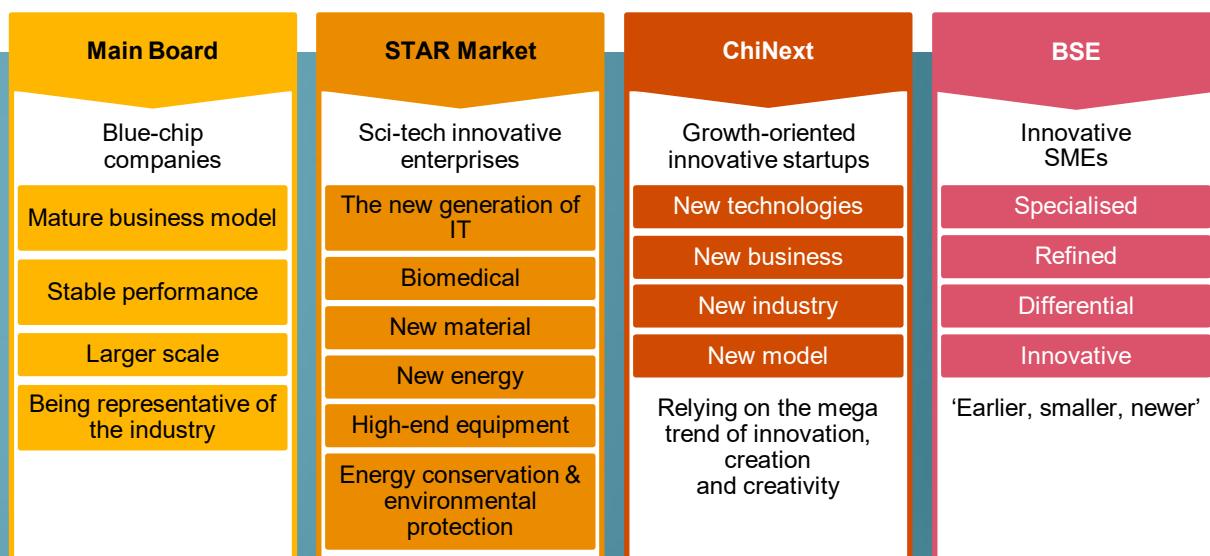 Main Board
Blue-chip
companies
Mature business model
Stable performance
Larger scale
Being representative of
the industry
STAR Market
Sci-tech innovative
enterprises
The new generation of
IT
Biomedical
New material
New energy
High-end equipment
Energy conservation &
environmental
protection
ChiNext
Growth-oriented
innovative startups
New technologies
New business
New industry
New model
Relying on the mega
trend of innovation,
creation
and creativity
BSE
Innovative
SMEs
Specialised
Refined
Differential
Innovative
‘Earlier, smaller, newer’